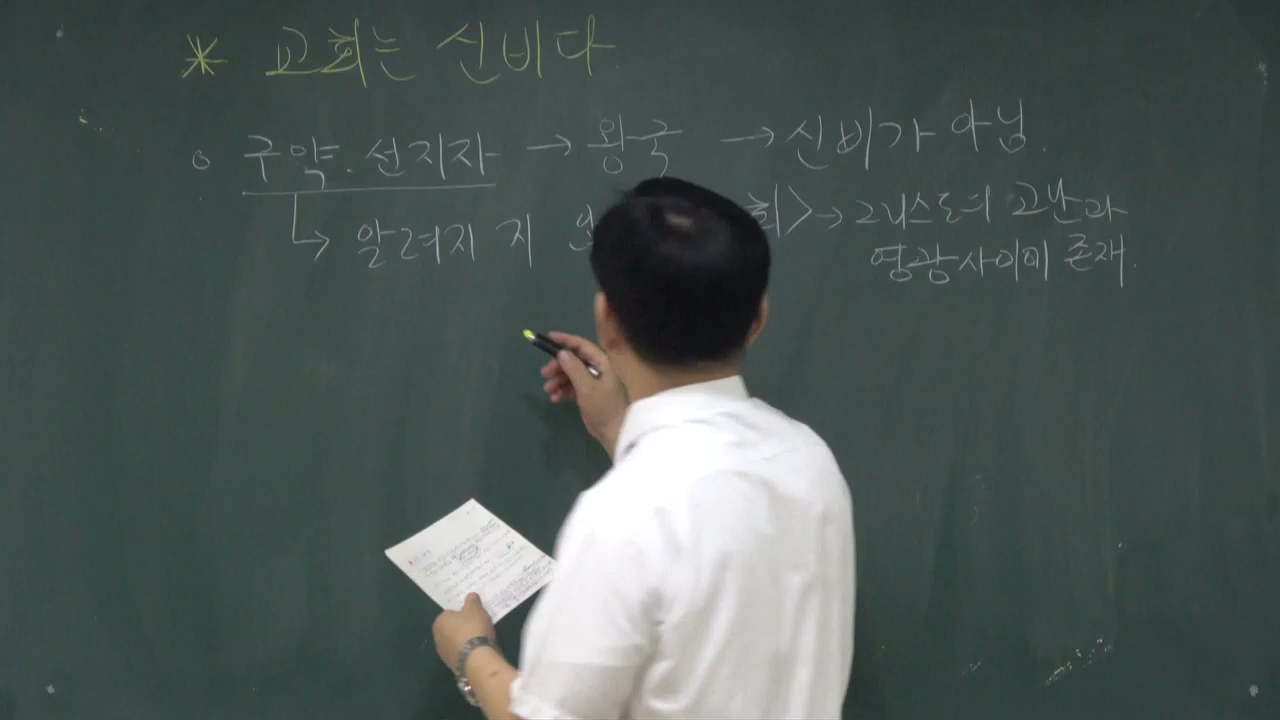 * 교회는 신비다
○ 구약. 선지자 → 왕국 → 신비가 아님.
↳ 알려지 지 회> → 그리스도의 고난과
영광사이에 존재.